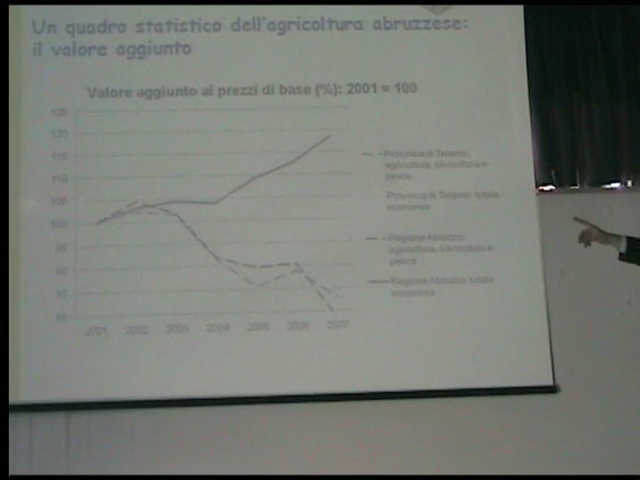 Un quadro statistico dell'agricoltura abruzzese:
il valore aggiunto
Valore aggiunto ai prezzi di base (%): 2001 = 100
125
120
115
110
105
100
95
90
85
80
2001 2002 2003 2004 2005 2006 2007
Provincia di Teramo:
agricoltura, silvicoltura e
pesca
Provincia di Teramo: totale
economia
Regione Abruzzo:
agricoltura, silvicoltura e
pesca
Regione Abruzzo: totale
economia